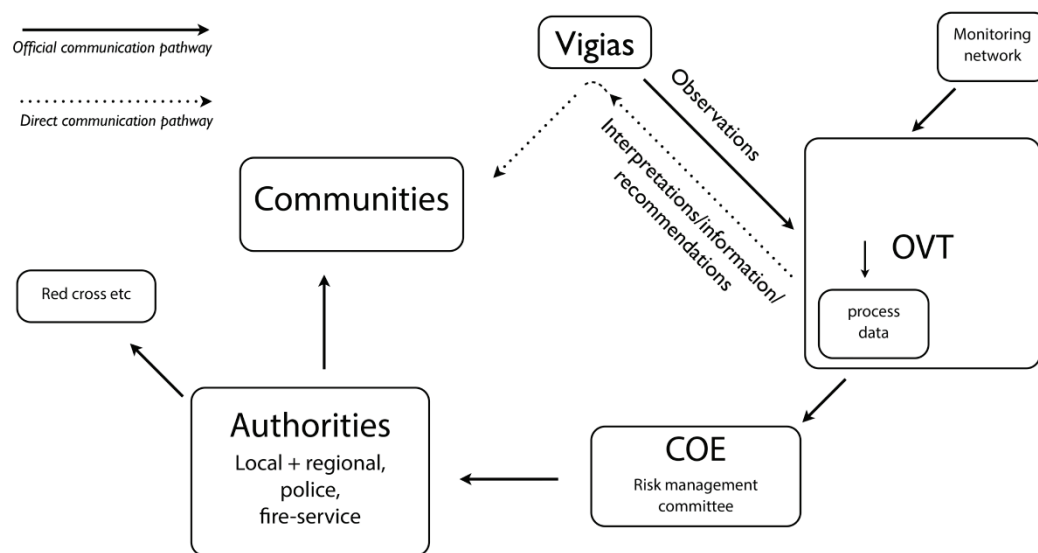 Official communication pathway
Direct communication pathway
Vigias
Monitoring
network
Observations
Interpretations/information/
recommendations
Communities
OVT
process
data
Red cross etc
Authorities
Local + regional,
police,
fire-service
COE
Risk management
committee